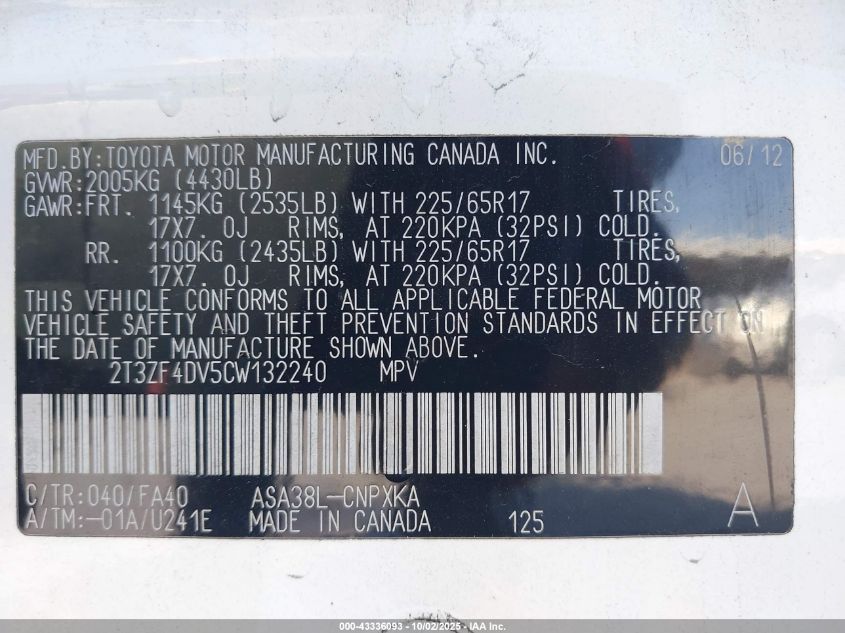 MFD.BY:TOYOTA MOTOR MANUFACTURING CANADA INC. 06/12
GVWR:2005KG (4430LB)
GAWR:FRT. 1145KG (2535LB) WITH 225/65R17 TIRES,
17X7. 0J RIMS, AT 220KPA (32PSI) COLD.
RR. 1100KG (2435LB) WITH 225/65R17 TIRES,
17X7. 0J RIMS, AT 220KPA (32PSI) COLD.
THIS VEHICLE CONFORMS TO ALL APPLICABLE FEDERAL MOTOR
VEHICLE SAFETY AND THEFT PREVENTION STANDARDS IN EFFECT ON
THE DATE OF MANUFACTURE SHOWN ABOVE.
2T3ZF4DV5CW132240 MPV
C/TR:040/FA40 ASA38L-CNPXKA
A/TM:-01A/U241E MADE IN CANADA 125 A
000-43336093 - 10/02/2025 - IAA Inc.